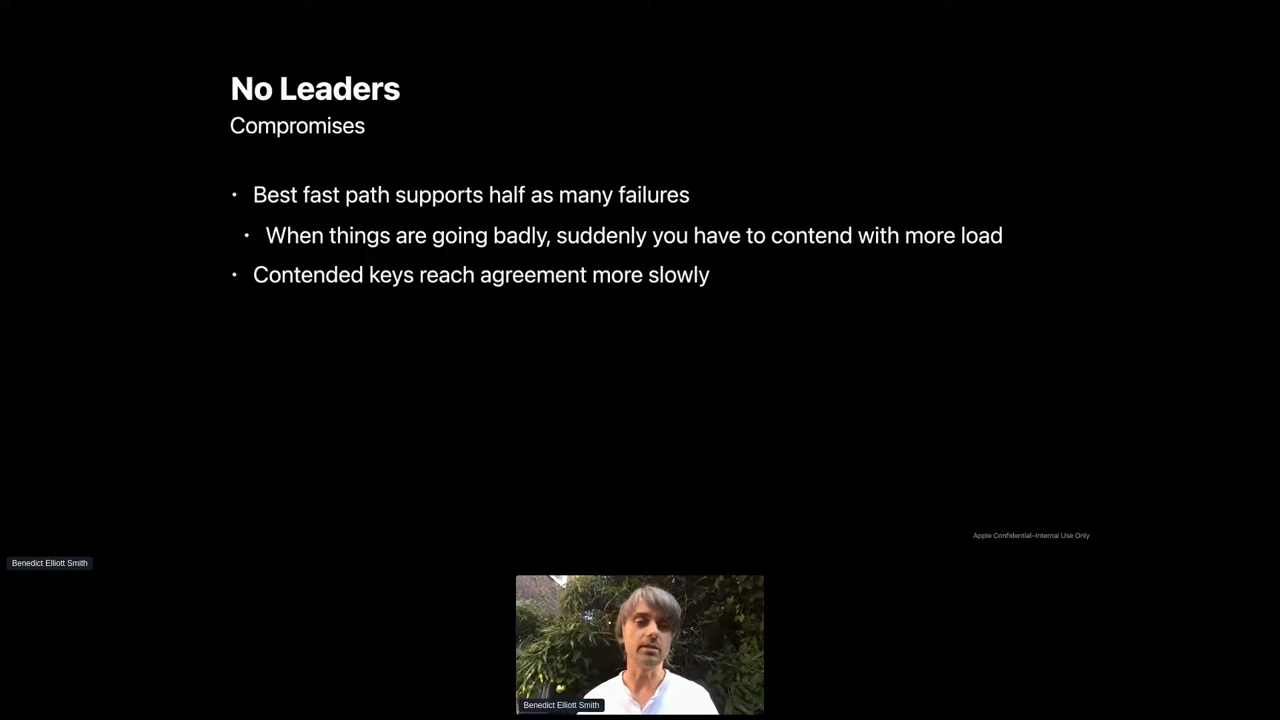 No Leaders
Compromises
• Best fast path supports half as many failures
• When things are going badly, suddenly you have to contend with more load
• Contended keys reach agreement more slowly
Apple Confidential–Internal Use Only
Benedict Elliott Smith
Benedict Elliott Smith